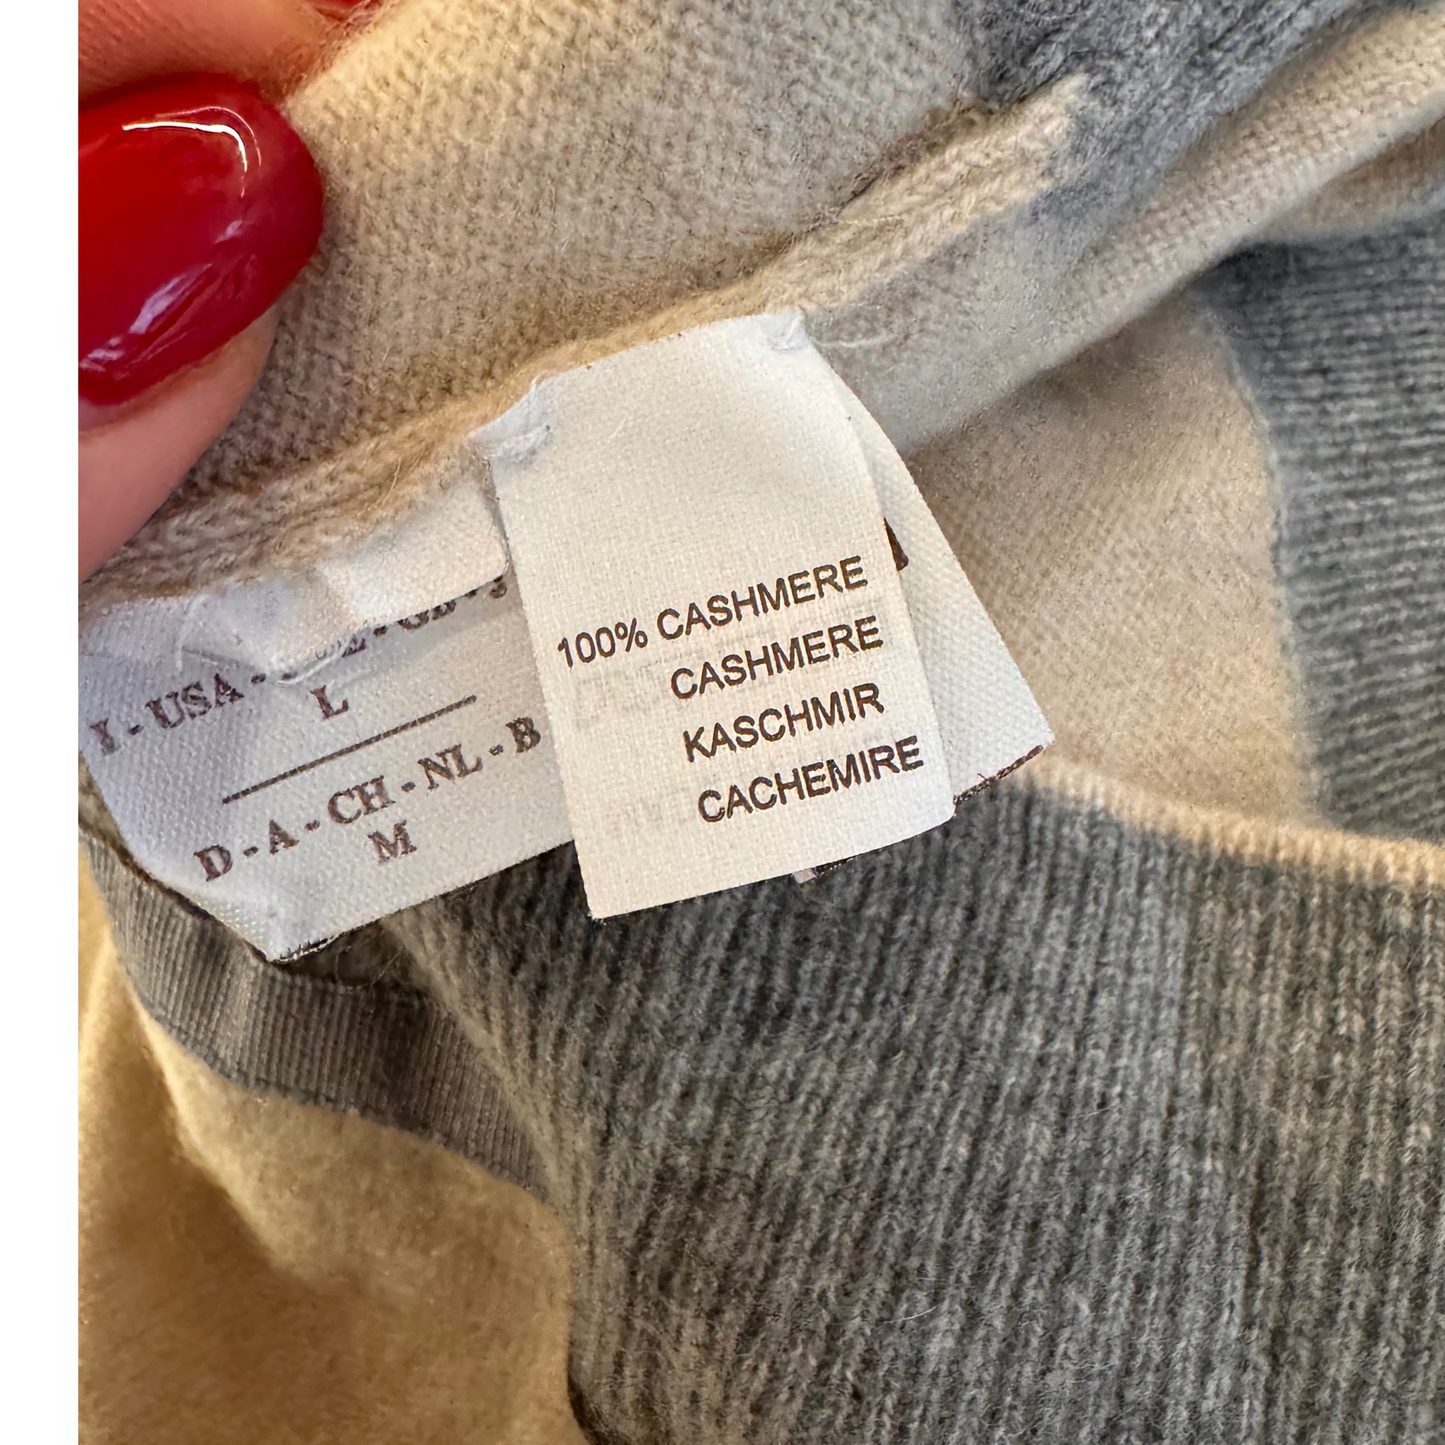 100% CASHMERE
CASHMERE
KASCHMIR
CACHEMIRE
I - USA -
L
D - A - CH - NL - B
M